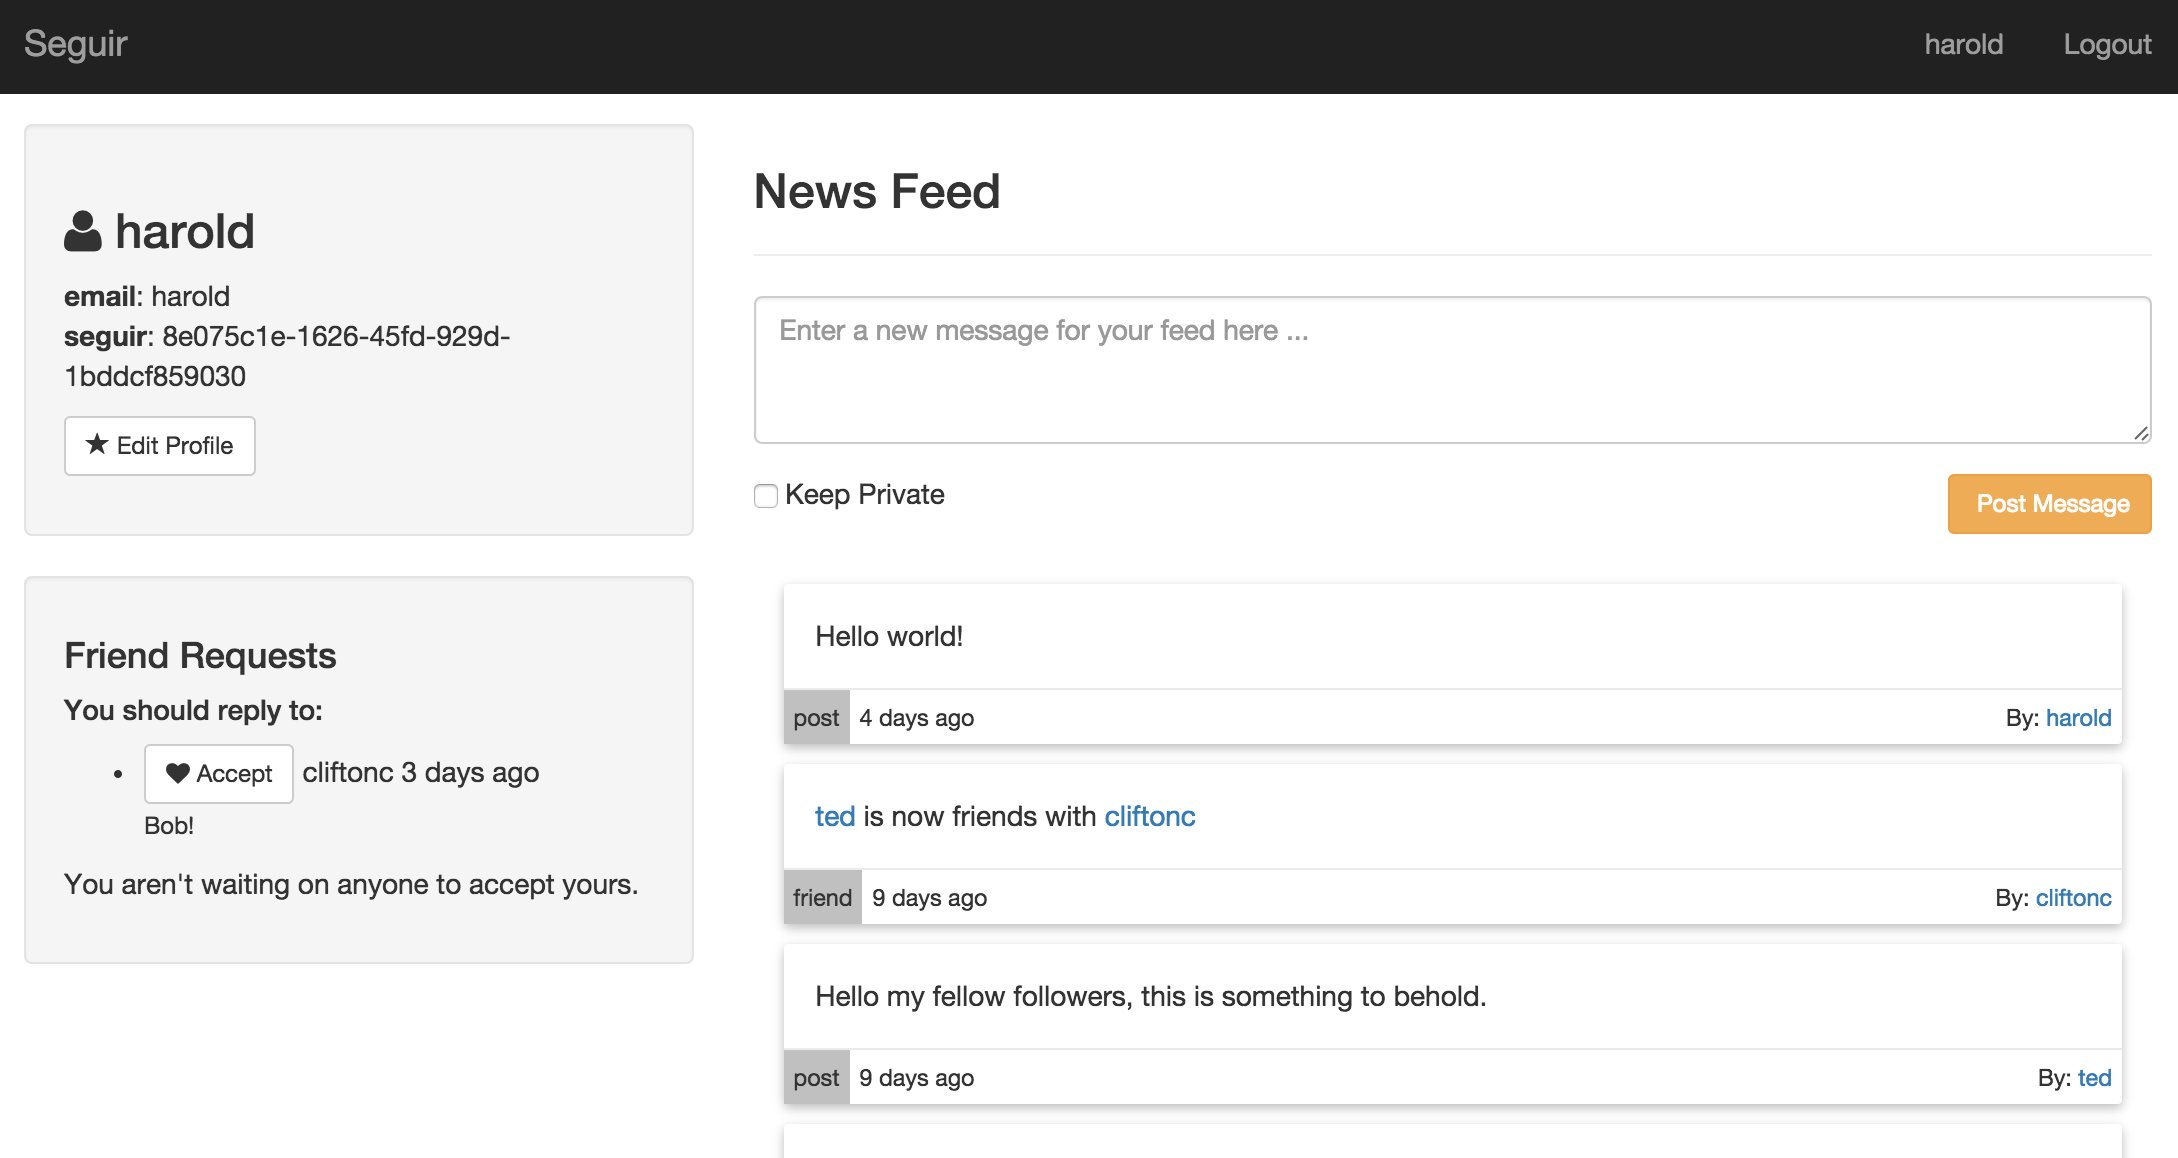 Seguir
harold Logout
harold
email: harold
seguir: 8e075c1e-1626-45fd-929d-
1bddcf859030
Edit Profile
Friend Requests
You should reply to:
Accept cliftonc 3 days ago
Bob!
You aren't waiting on anyone to accept yours.
News Feed
Enter a new message for your feed here ...
Keep Private
Post Message
Hello world!
post 4 days ago By: harold
ted is now friends with cliftonc
friend 9 days ago By: cliftonc
Hello my fellow followers, this is something to behold.
post 9 days ago By: ted